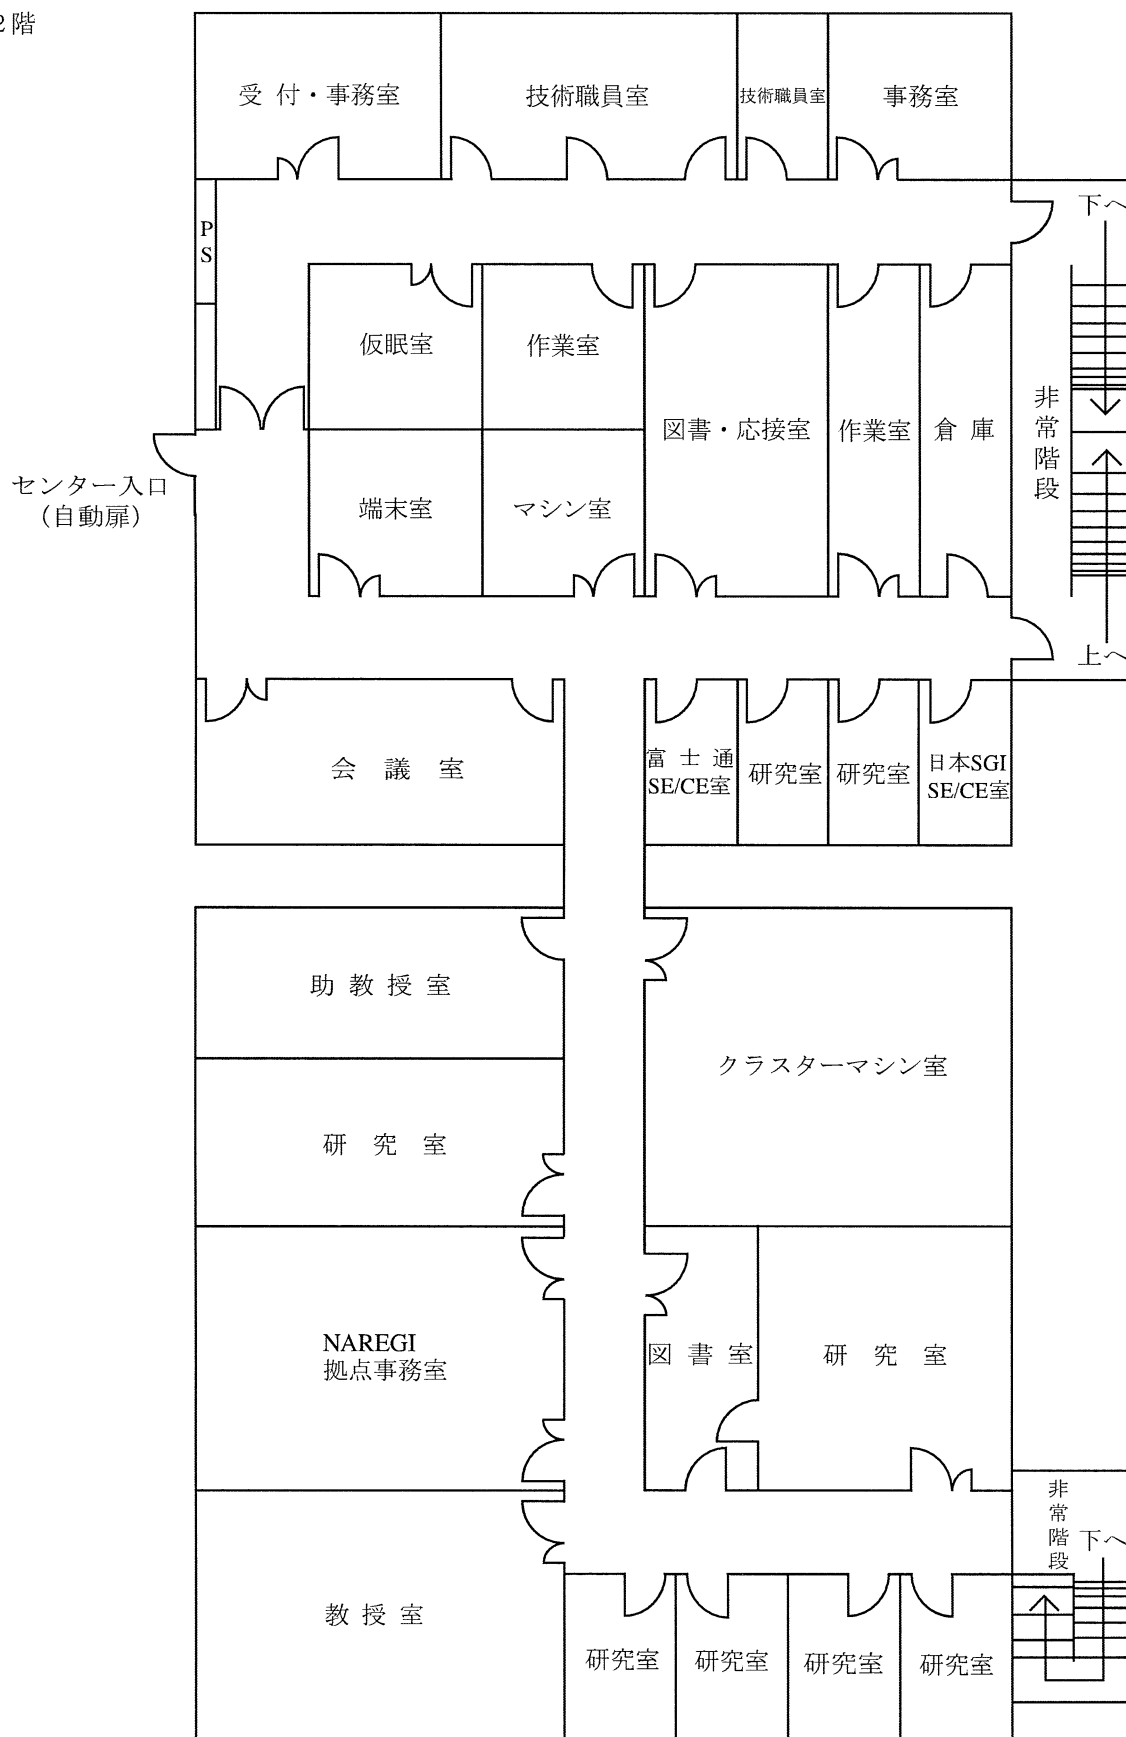 2階
受付・事務室
技術職員室
技術職員室
事務室
PS
下へ
仮眠室
作業室
図書・応接室
作業室
倉庫
非常階段
センター入口
（自動扉）
端末室
マシン室
上へ
会議室
富士通
SE/CE室
研究室
研究室
日本SGI
SE/CE室
助教授室
クラスターマシン室
研究室
NAREGI
拠点事務室
図書室
研究室
非常階段
下へ
教授室
研究室
研究室
研究室
研究室